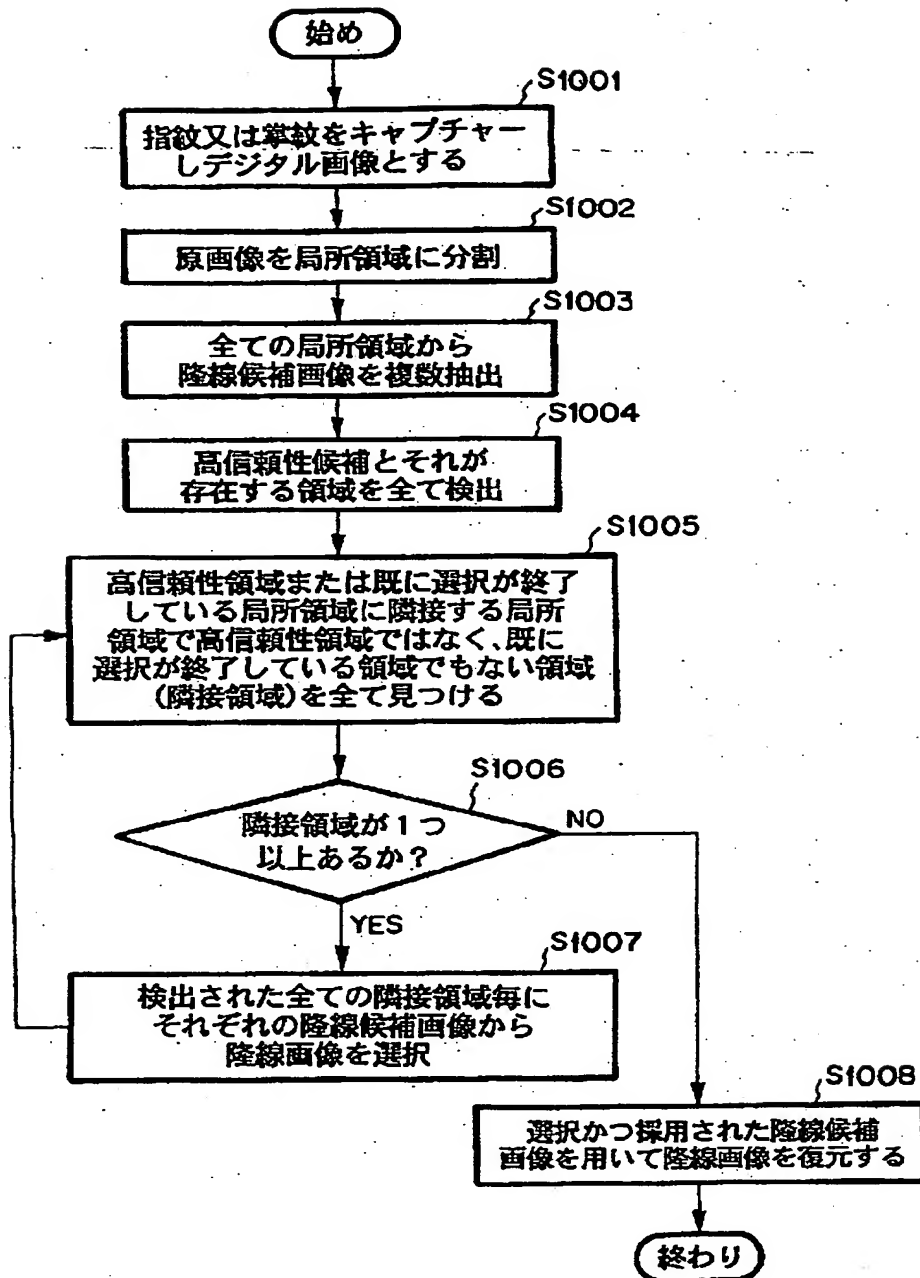 始め
S1001
指紋又は掌紋をキャプチャー
しデジタル画像とする
S1002
原画像を局所領域に分割
S1003
全ての局所領域から
隆線候補画像を複数抽出
S1004
高信頼性候補とそれが
存在する領域を全て検出
S1005
高信頼性領域または既に選択が終了
している局所領域に隣接する局所
領域で高信頼性領域ではなく、既に
選択が終了している領域でもない領域
(隣接領域)を全て見つける
S1006
隣接領域が1つ
以上あるか?
NO
YES
S1007
検出された全ての隣接領域毎に
それぞれの隆線候補画像から
隆線画像を選択
S1008
選択かつ採用された隆線候補
画像を用いて隆線画像を復元する
終わり